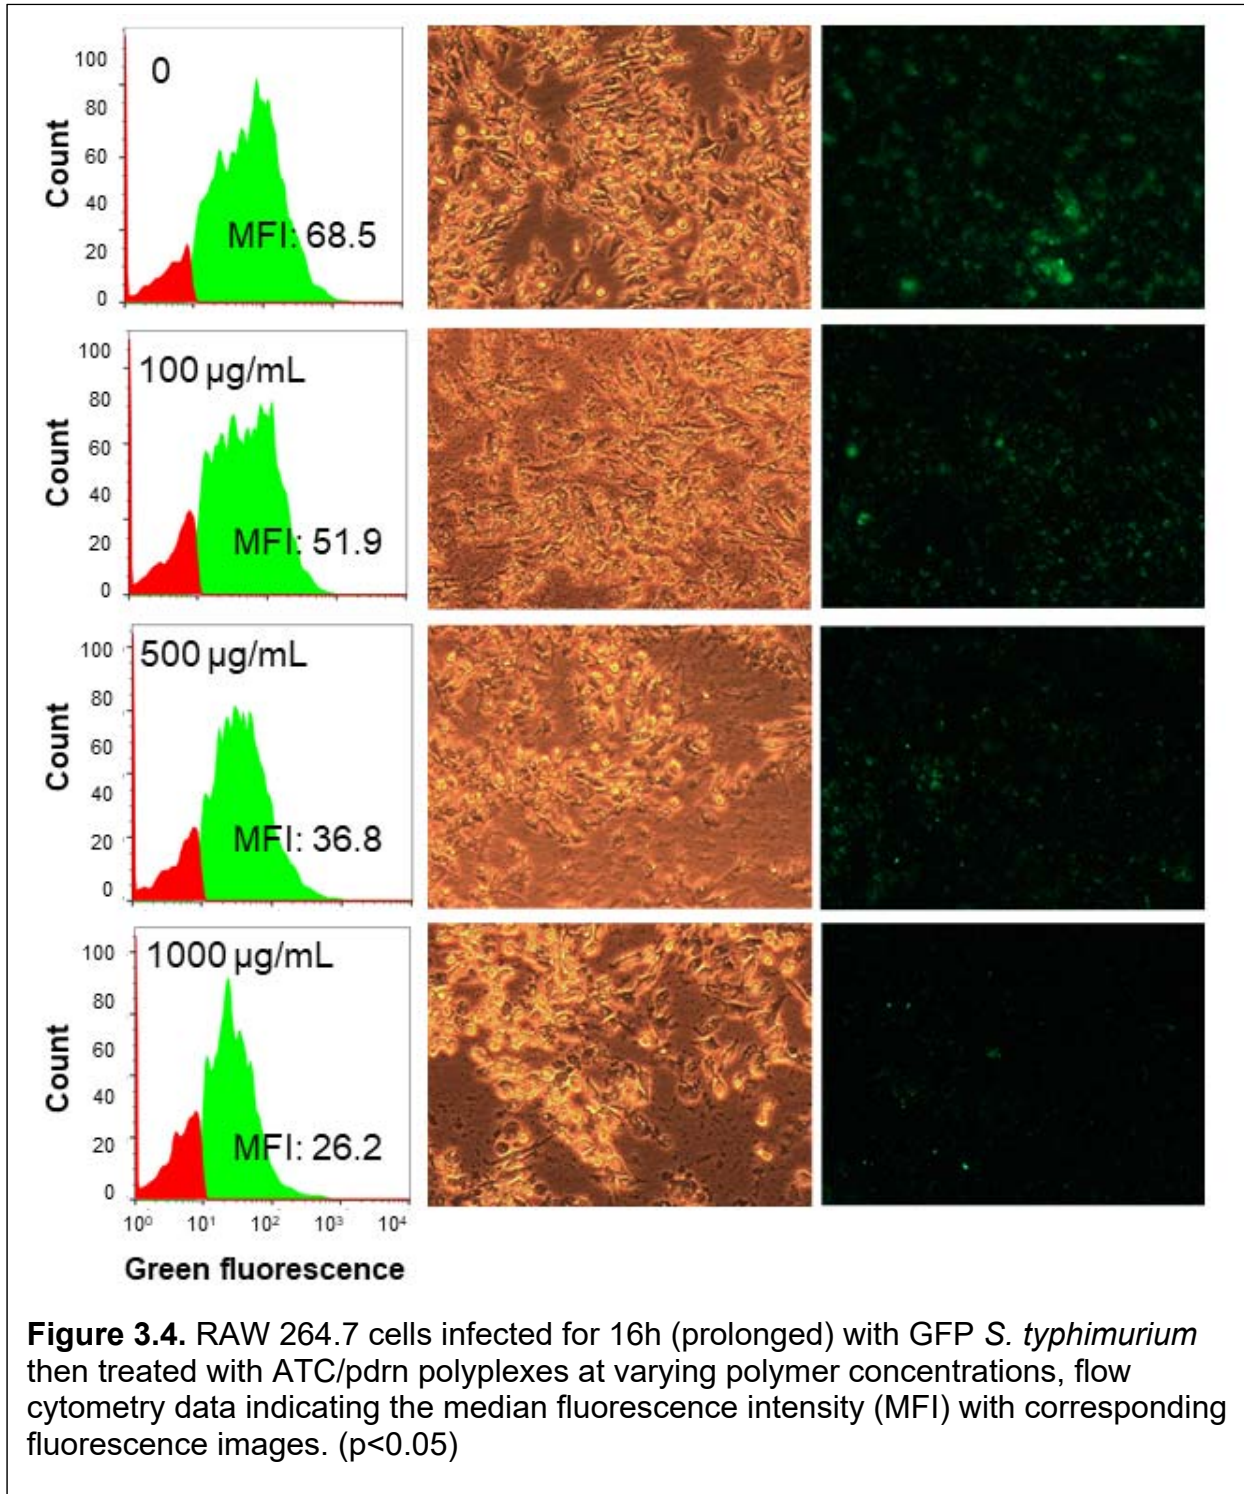 100
80
60
40
20
0
Count
0
MFI: 68.5
100
80
60
40
20
0
Count
100 µg/mL
MFI: 51.9
100
80
60
40
20
0
Count
500 µg/mL
MFI: 36.8
100
80
60
40
20
0
Count
1000 µg/mL
MFI: 26.2
10⁰ 10¹ 10² 10³ 10⁴
Green fluorescence
Figure 3.4. RAW 264.7 cells infected for 16h (prolonged) with GFP S. typhimurium
then treated with ATC/pdrn polyplexes at varying polymer concentrations, flow
cytometry data indicating the median fluorescence intensity (MFI) with corresponding
fluorescence images. (p<0.05)